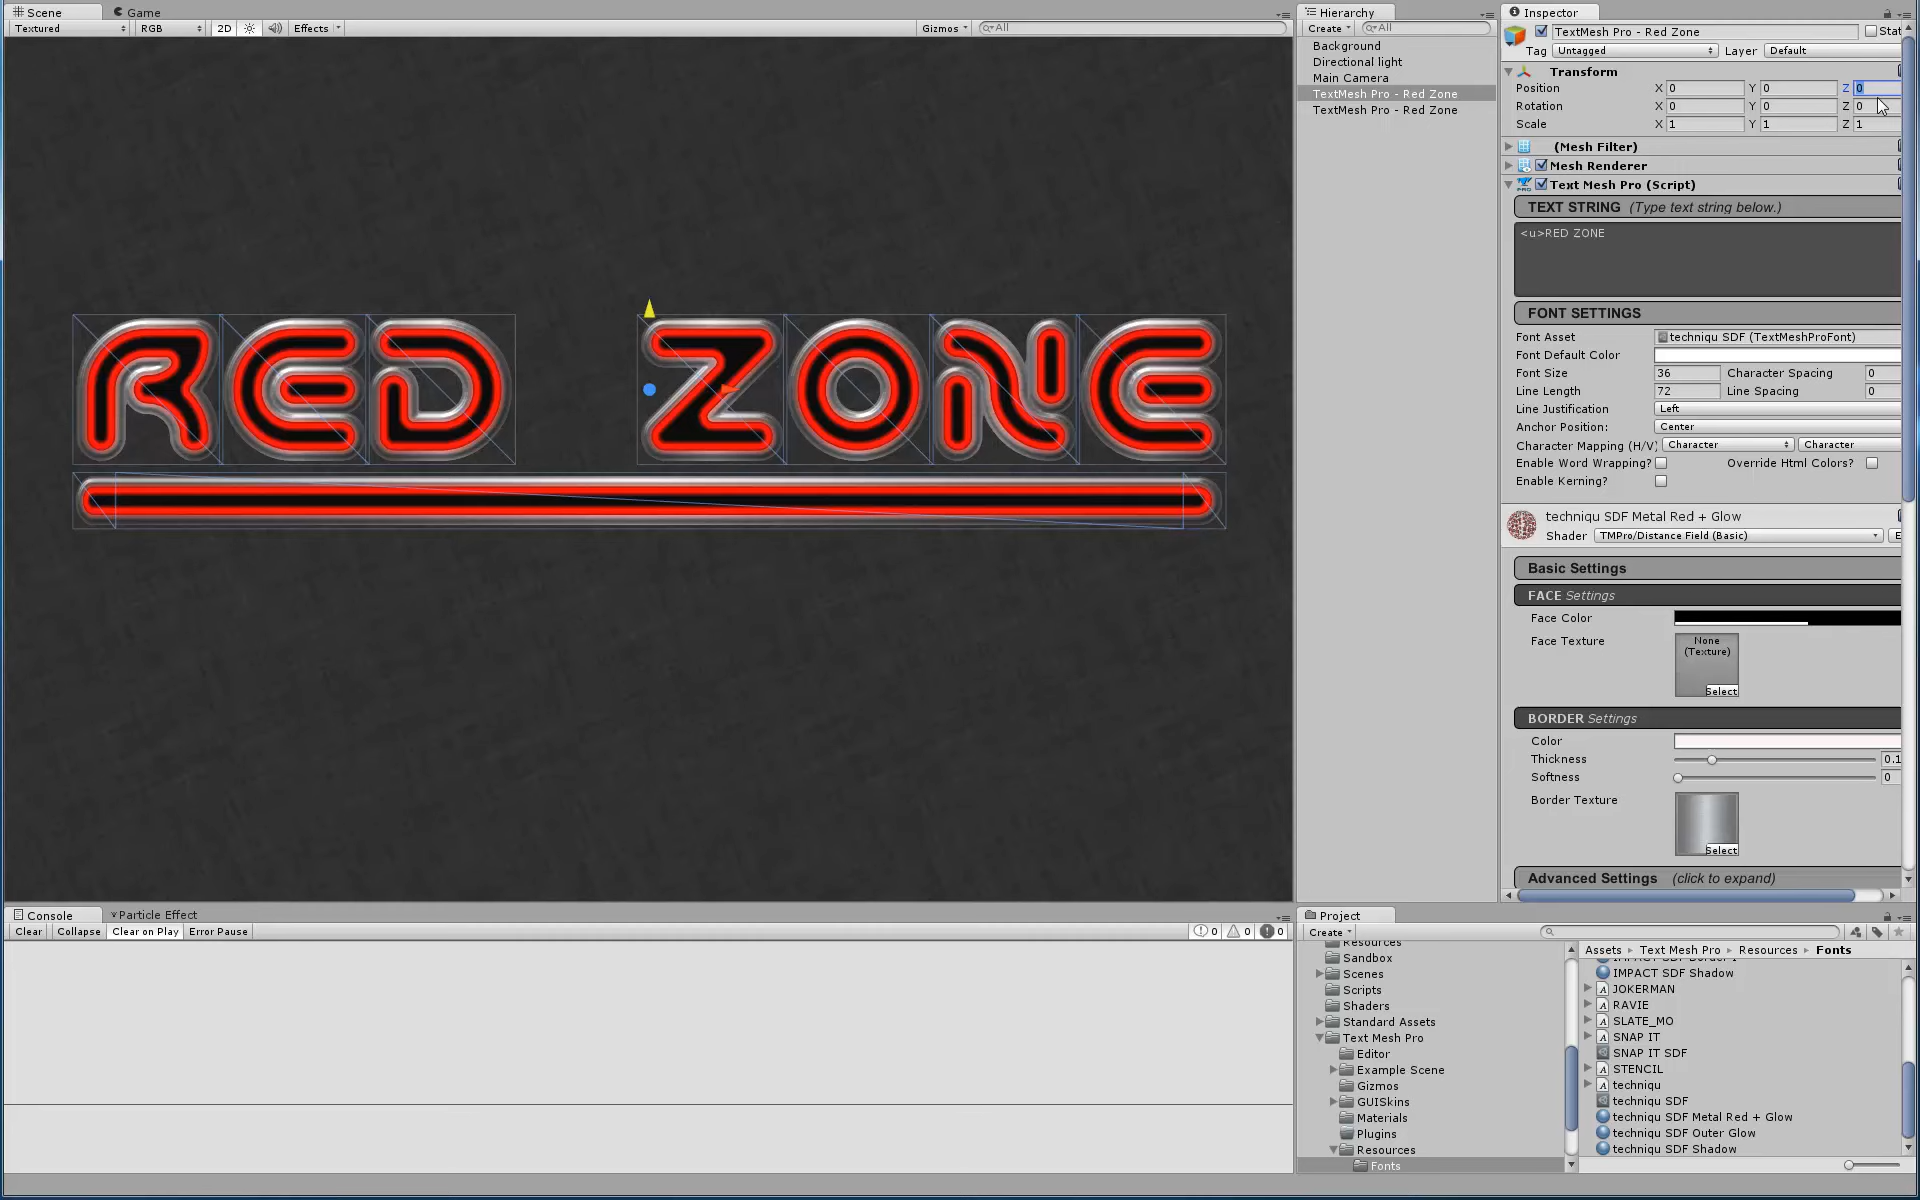 Scene
Game
Textured
RGB
2D
Effects
Gizmos
All
RED ZONE
Console
Particle Effect
Clear
Collapse
Clear on Play
Error Pause
0
0
0
Hierarchy
Create
All
Background
Directional light
Main Camera
TextMesh Pro - Red Zone
TextMesh Pro - Red Zone
Inspector
TextMesh Pro - Red Zone
Stat
Tag
Untagged
Layer
Default
Transform
Position X 0 Y 0 Z 0
Rotation X 0 Y 0 Z 0
Scale X 1 Y 1 Z 1
(Mesh Filter)
Mesh Renderer
Text Mesh Pro (Script)
TEXT STRING (Type text string below.)
<u>RED ZONE
FONT SETTINGS
Font Asset techniqu SDF (TextMeshProFont)
Font Default Color
Font Size 36 Character Spacing 0
Line Length 72 Line Spacing 0
Line Justification Left
Anchor Position: Center
Character Mapping (H/V) Character Character
Enable Word Wrapping? Override Html Colors?
Enable Kerning?
techniqu SDF Metal Red + Glow
Shader TMPro/Distance Field (Basic) E
Basic Settings
FACE Settings
Face Color
Face Texture
None
(Texture)
Select
BORDER Settings
Color
Thickness 0.1
Softness 0
Border Texture
Select
Advanced Settings (click to expand)
Project
Create
Resources
Sandbox
Scenes
Scripts
Shaders
Standard Assets
Text Mesh Pro
Editor
Example Scene
Gizmos
GUISkins
Materials
Plugins
Resources
Fonts
Assets Text Mesh Pro Resources Fonts
IMPACT SDF Shadow
JOKERMAN
RAVIE
SLATE_MO
SNAP IT
SNAP IT SDF
STENCIL
techniqu
techniqu SDF
techniqu SDF Metal Red + Glow
techniqu SDF Outer Glow
techniqu SDF Shadow